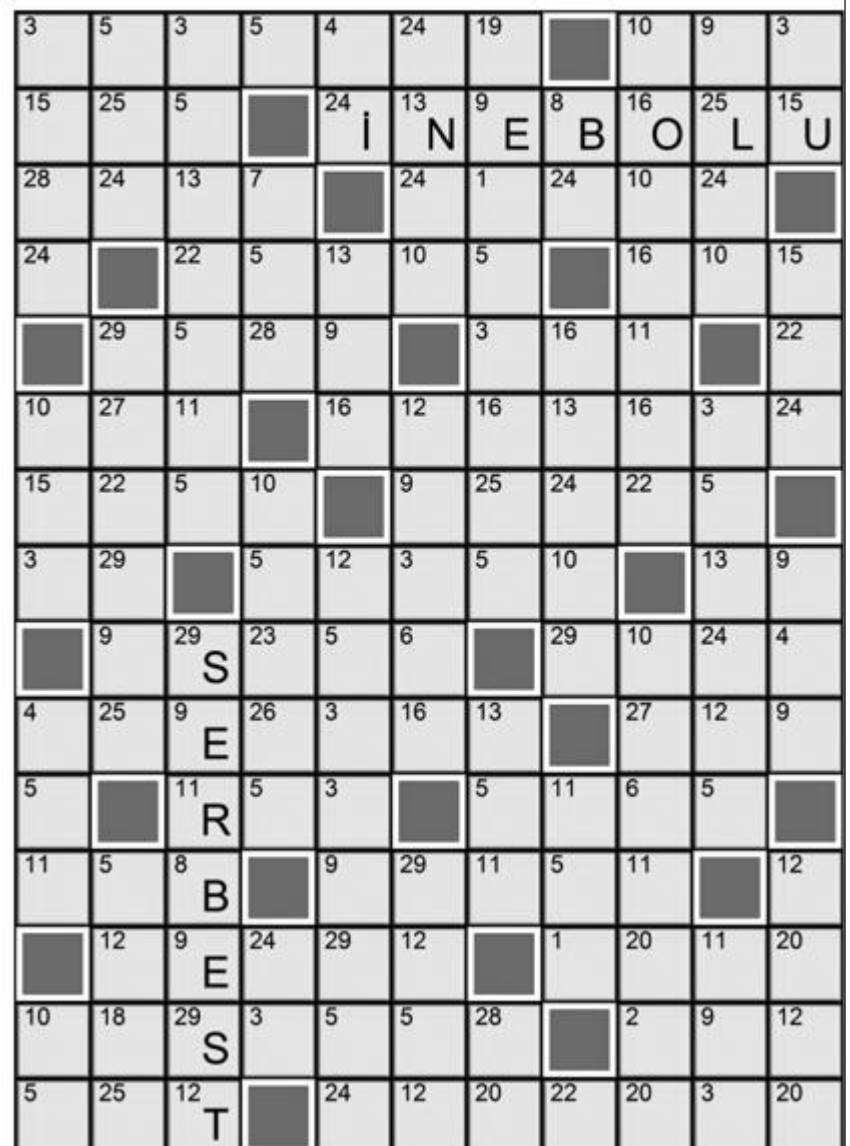 3 5 3 5 4 24 19 10 9 3
15 25 5 24 İ 13 N 9 E 8 B 16 O 25 L 15 U
28 24 13 7 24 1 24 10 24
24 22 5 13 10 5 16 10 15
29 5 28 9 3 16 11 22
10 27 11 16 12 16 13 16 3 24
15 22 5 10 9 25 24 22 5
3 29 5 12 3 5 10 13 9
9 29 S 23 5 6 29 10 24 4
4 25 9 E 26 3 16 13 27 12 9
5 11 R 5 3 5 11 6 5
11 5 8 B 9 29 11 5 11 12
12 9 E 24 29 12 1 20 11 20
10 18 29 S 3 5 5 28 2 9 12
5 25 12 T 24 12 20 22 20 3 20